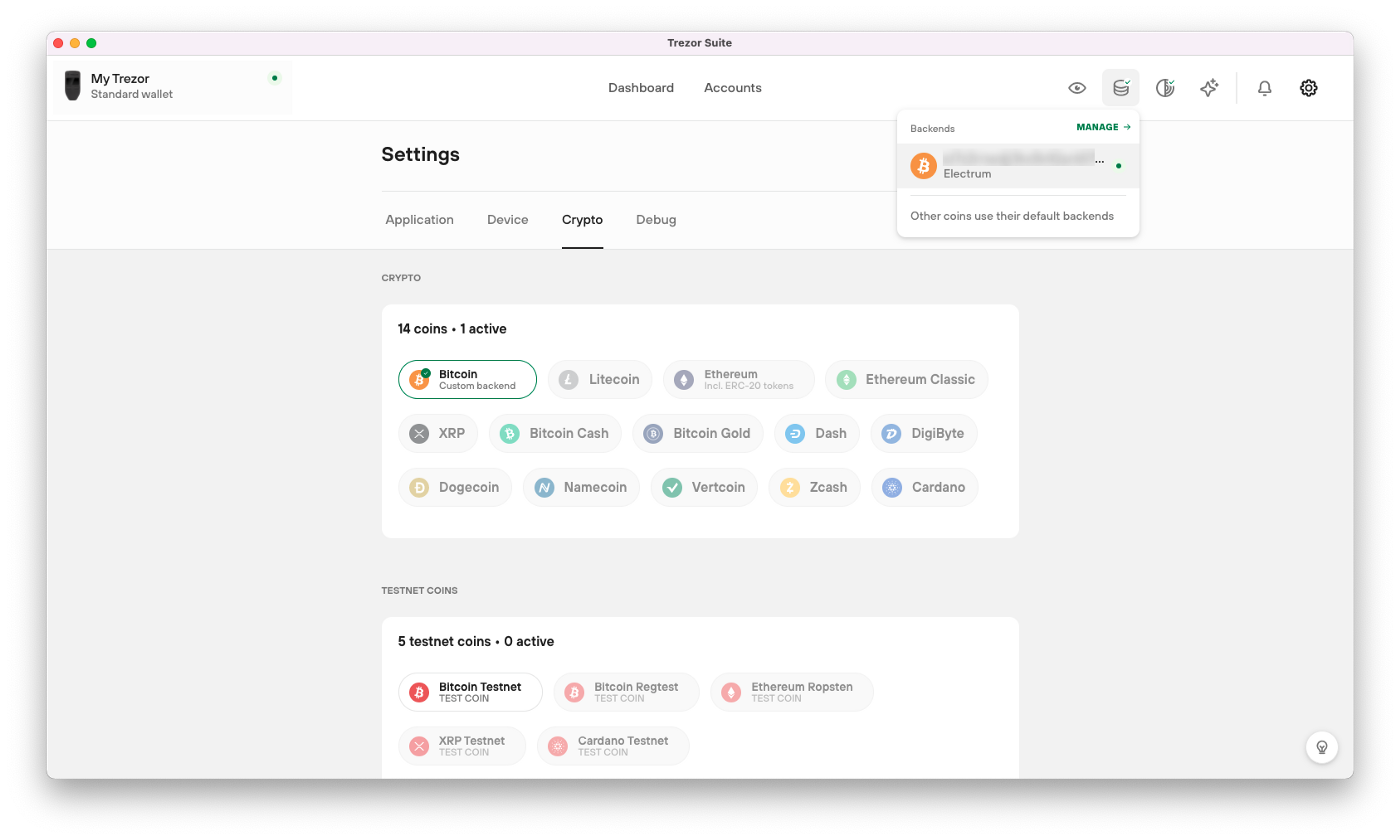 Trezor Suite
My Trezor
Standard wallet
Dashboard
Accounts
Backends
MANAGE →
...
Electrum
Other coins use their default backends
Settings
Application
Device
Crypto
Debug
CRYPTO
14 coins • 1 active
Bitcoin
Custom backend
Litecoin
Ethereum
Incl. ERC-20 tokens
Ethereum Classic
XRP
Bitcoin Cash
Bitcoin Gold
Dash
DigiByte
Dogecoin
Namecoin
Vertcoin
Zcash
Cardano
TESTNET COINS
5 testnet coins • 0 active
Bitcoin Testnet
TEST COIN
Bitcoin Regtest
TEST COIN
Ethereum Ropsten
TEST COIN
XRP Testnet
TEST COIN
Cardano Testnet
TEST COIN